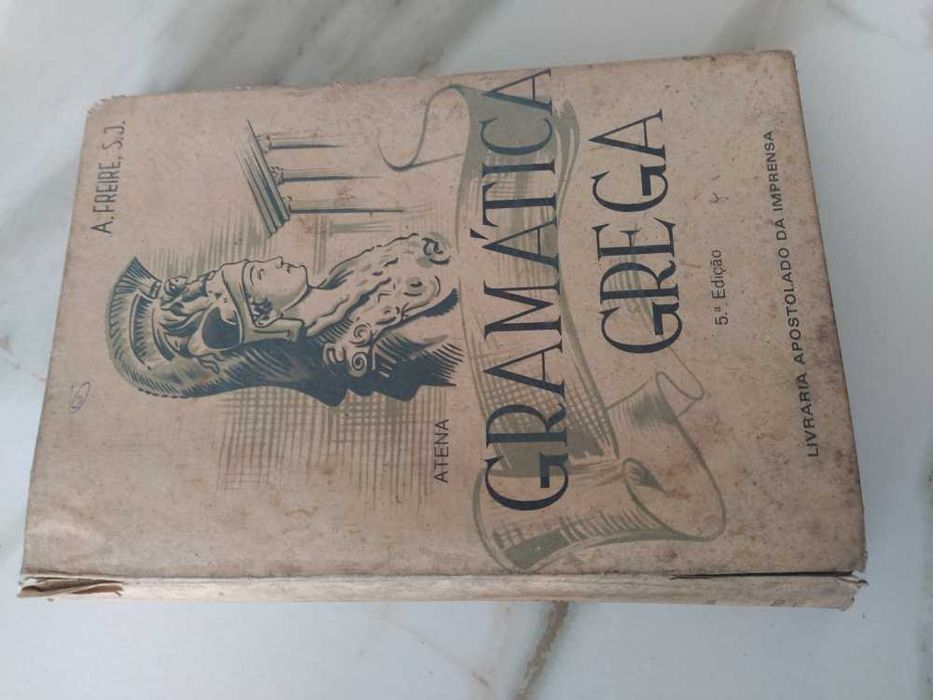 A. FREIRE, S.J.
ATENA
GRAMÁTICA
GREGA
5.ª Edição
LIVRARIA APOSTOLADO DA IMPRENSA